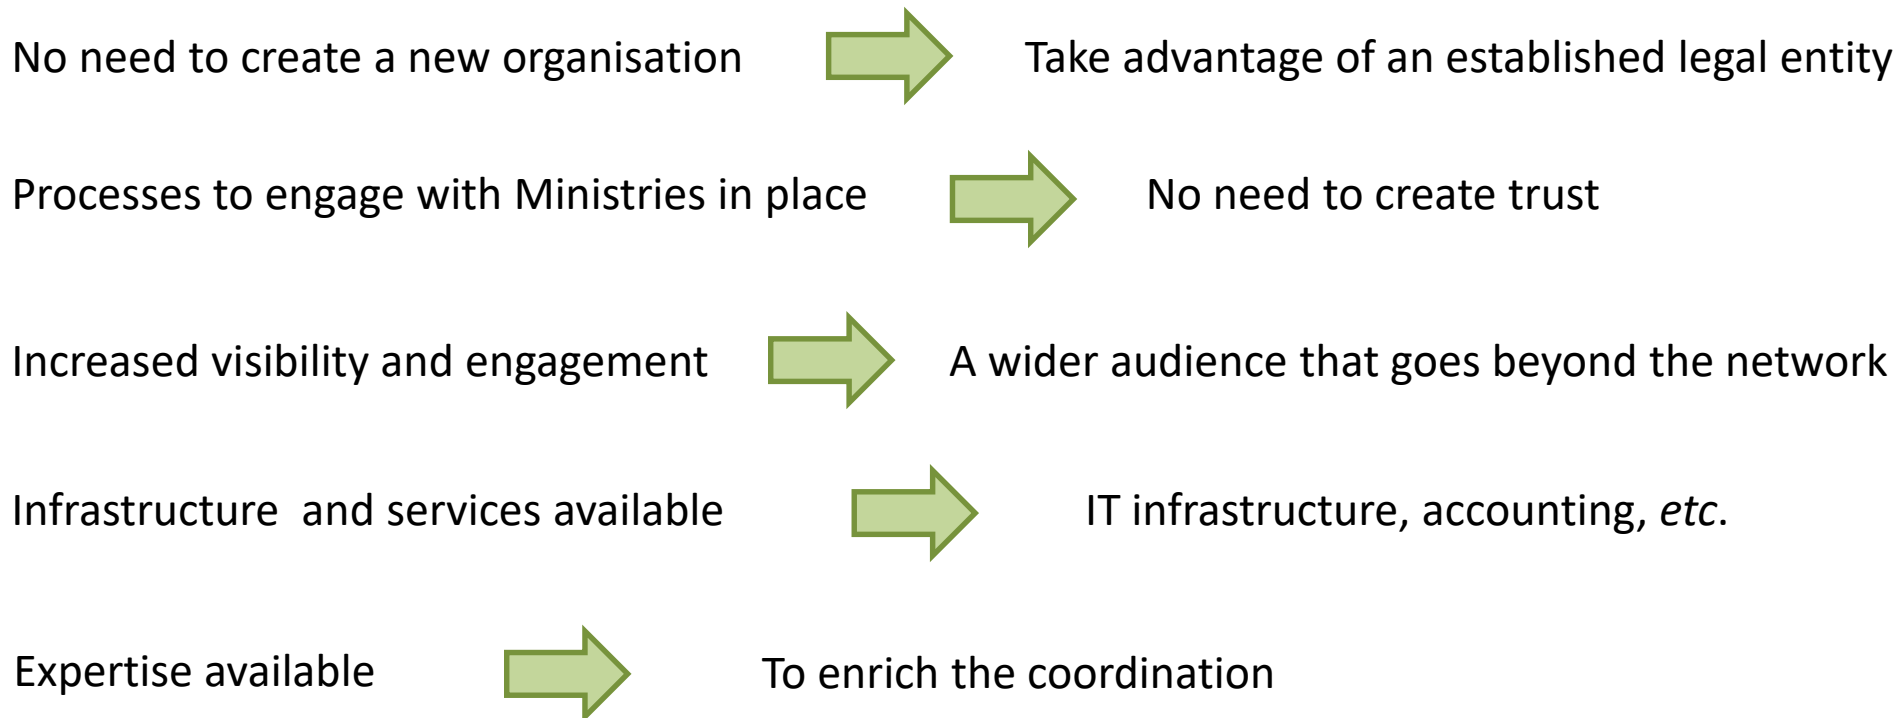 No need to create a new organisation Take advantage of an established legal entity
Processes to engage with Ministries in place No need to create trust
Increased visibility and engagement A wider audience that goes beyond the network
Infrastructure and services available IT infrastructure, accounting, etc.
Expertise available To enrich the coordination